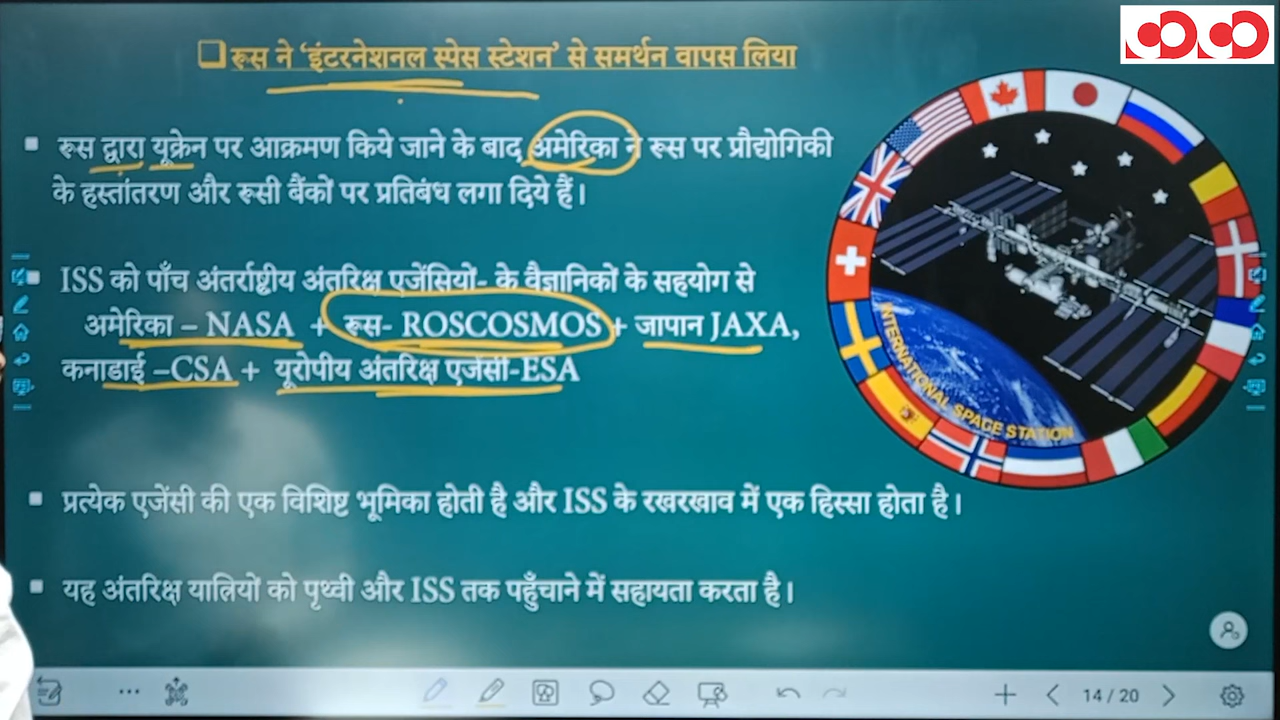 रूस ने 'इंटरनेशनल स्पेस स्टेशन' से समर्थन वापस लिया
रूस द्वारा यूक्रेन पर आक्रमण किये जाने के बाद अमेरिका ने रूस पर प्रौद्योगिकी
के हस्तांतरण और रूसी बैंकों पर प्रतिबंध लगा दिये हैं।
ISS को पाँच अंतर्राष्ट्रीय अंतरिक्ष एजेंसियों- के वैज्ञानिकों के सहयोग से
अमेरिका – NASA + रूस- ROSCOSMOS + जापान JAXA,
कनाडाई –CSA + यूरोपीय अंतरिक्ष एजेंसी-ESA
INTERNATIONAL SPACE STATION
प्रत्येक एजेंसी की एक विशिष्ट भूमिका होती है और ISS के रखरखाव में एक हिस्सा होता है।
यह अंतरिक्ष यात्रियों को पृथ्वी और ISS तक पहुँचाने में सहायता करता है।
14 / 20